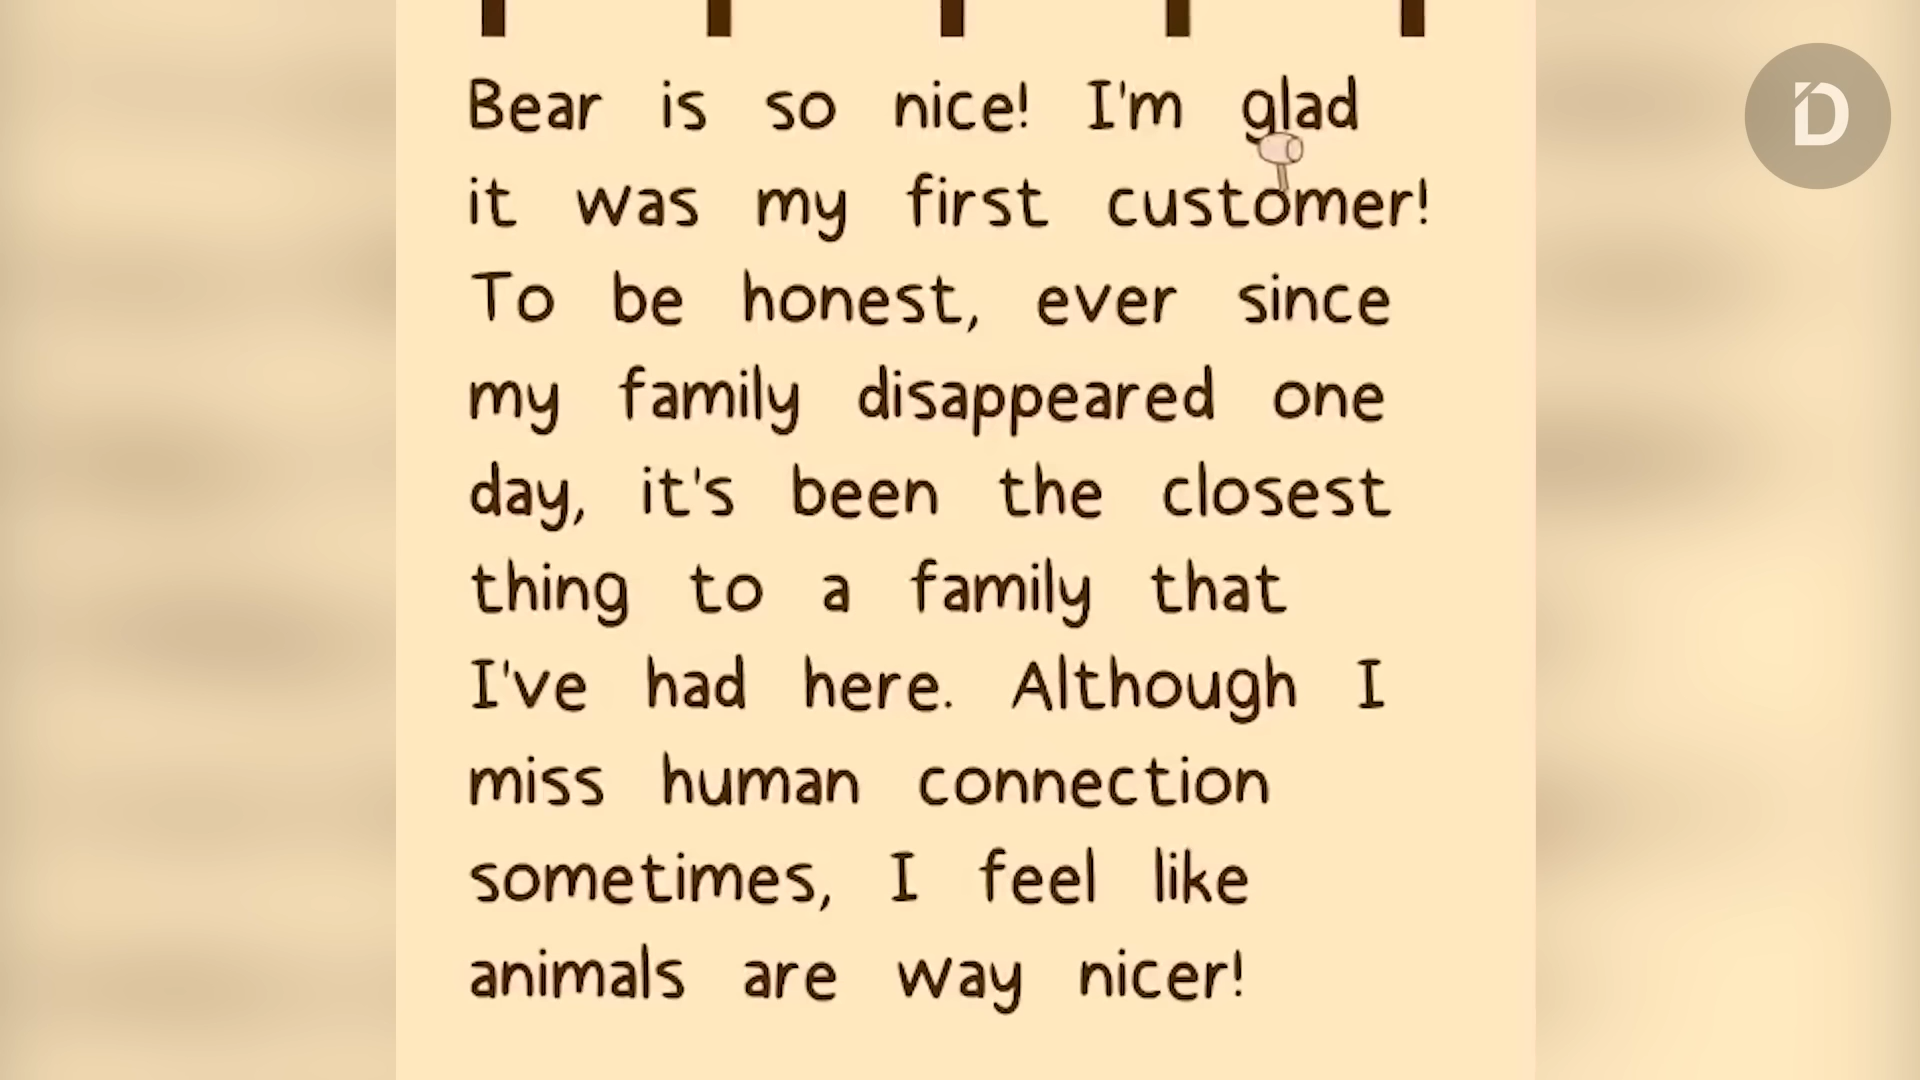 Bear is so nice! I'm glad
it was my first customer!
To be honest, ever since
my family disappeared one
day, it's been the closest
thing to a family that
I've had here. Although I
miss human connection
sometimes, I feel like
animals are way nicer!
D